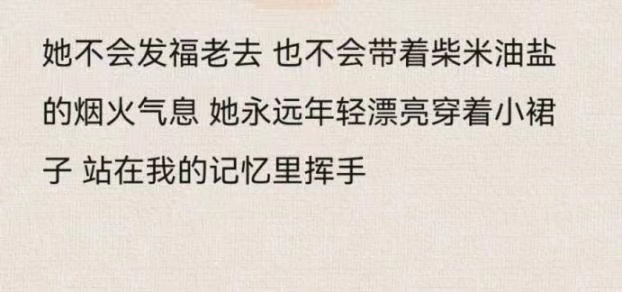 她不会发福老去 也不会带着柴米油盐
的烟火气息 她永远年轻漂亮穿着小裙
子 站在我的记忆里挥手